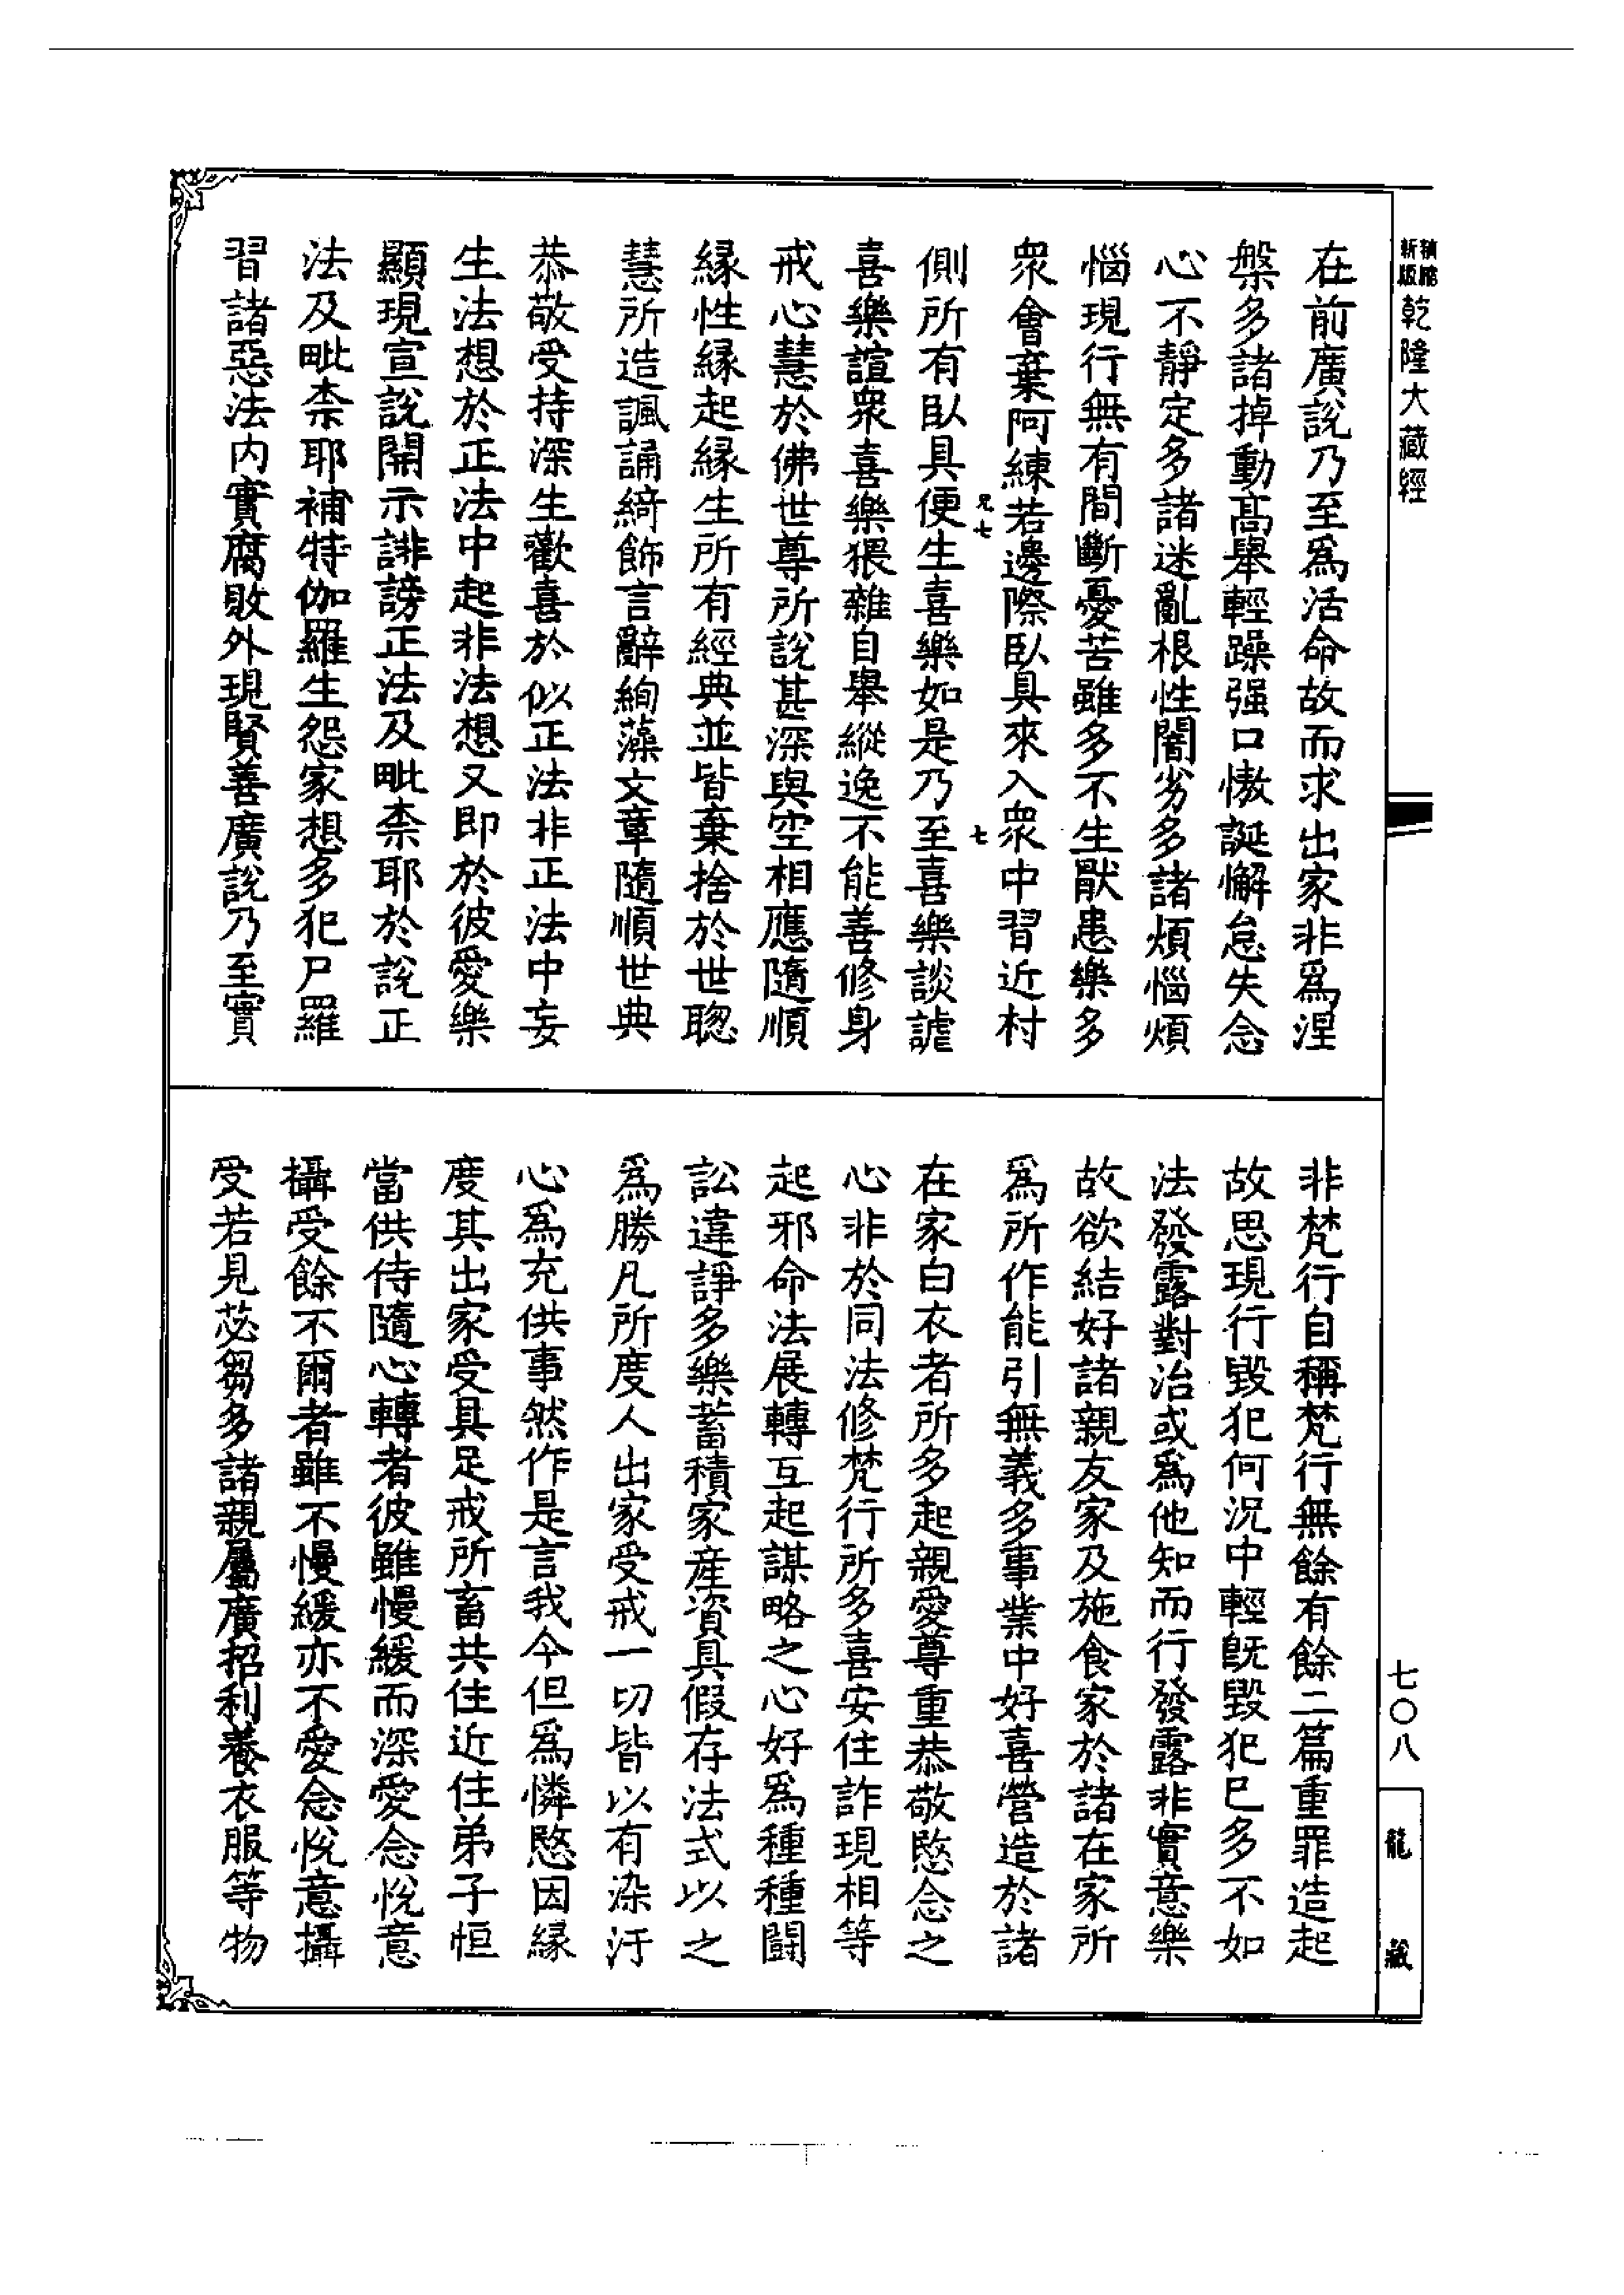 精縮新版乾隆大藏經
在前廣說乃至爲活命故而求出家非爲涅
槃多諸掉動高舉輕躁强口慠誕懈怠失念
心不靜定多諸迷亂根性闇劣多諸煩惱煩
惱現行無有間斷憂苦雖多不生厭患樂多
眾會棄阿練若邊際臥具來入眾中習近村
兄七
七
側所有臥具便生喜樂如是乃至喜樂談謔
喜樂諠眾喜樂猥雜自舉縱逸不能善修身
戒心慧於佛世尊所說甚深與空相應隨順
緣性緣起緣生所有經典並皆棄捨於世聰
慧所造諷誦綺飾言辭絢藻文章隨順世典
恭敬受持深生歡喜於似正法非正法中妄
生法想於正法中起非法想又即於彼愛樂
顯現宣說開示誹謗正法及毗柰耶於說正
法及毗柰耶補特伽羅生怨家想多犯尸羅
習諸惡法內實腐敗外現賢善廣說乃至實
非梵行自稱梵行無餘有餘二篇重罪造起
故思現行毀犯何況中輕旣毀犯已多不如
法發露對治或爲他知而行發露非實意樂
故欲結好諸親友家及施食家於諸在家所
爲所作能引無義多事業中好喜營造於諸
在家白衣者所多起親愛尊重恭敬愍念之
心非於同法修梵行所多喜安住詐現相等
起邪命法展轉互起謀略之心好爲種種鬬
訟違諍多樂蓄積家產資具假存法式以之
爲勝凡所度人出家受戒一切皆以有染汙
心爲充供事然作是言我今但爲憐愍因緣
度其出家受具足戒所畜共住近住弟子恒
當供侍隨心轉者彼雖慢緩而深愛念悅意
攝受餘不爾者雖不慢緩亦不愛念悅意攝
受若見苾芻多諸親屬廣招利養衣服等物
七〇八
龍藏